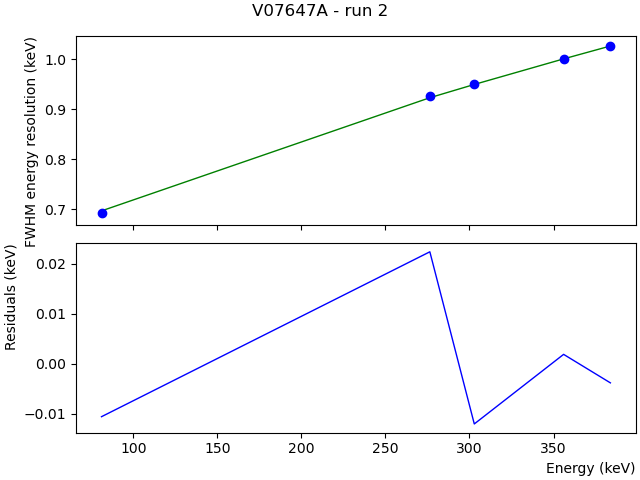 V07647A - run 2
FWHM energy resolution (keV)
1.0
0.9
0.8
0.7
Residuals (keV)
0.02
0.01
0.00
−0.01
100 150 200 250 300 350
Energy (keV)